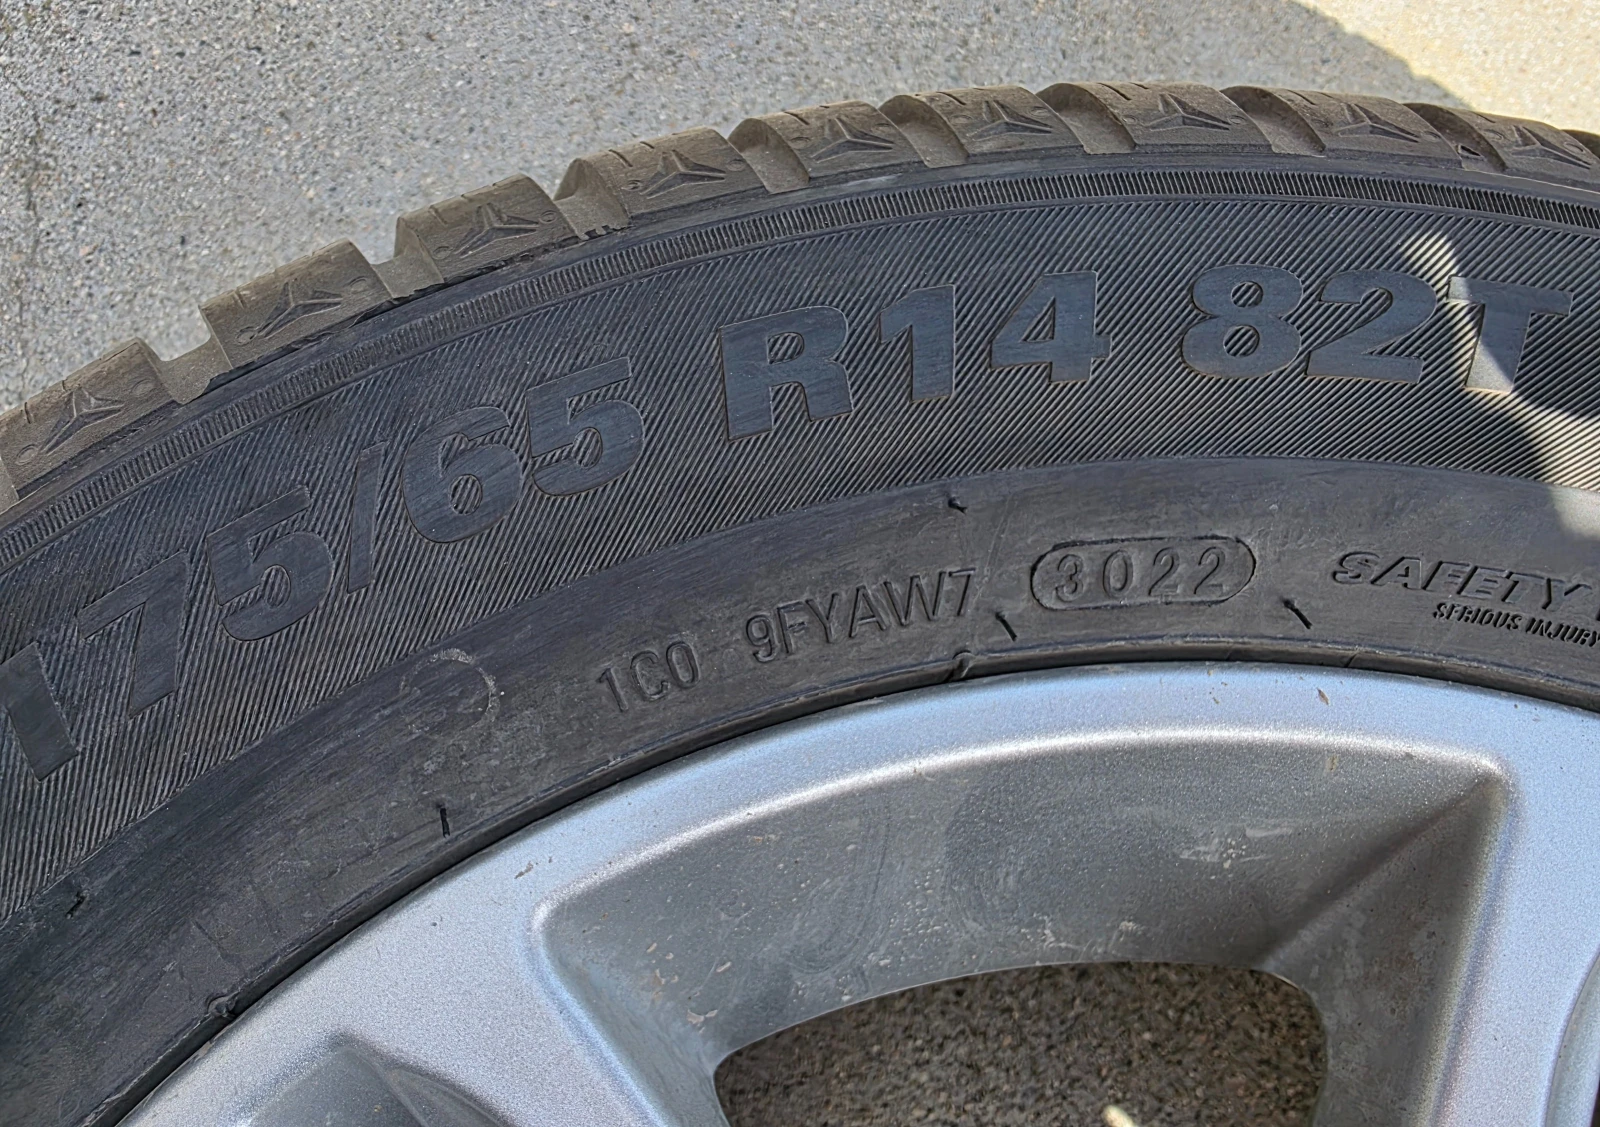 175/65 R14 82T
1C0 9FYAW7 3022
SAFETY
SERIOUS INJURY